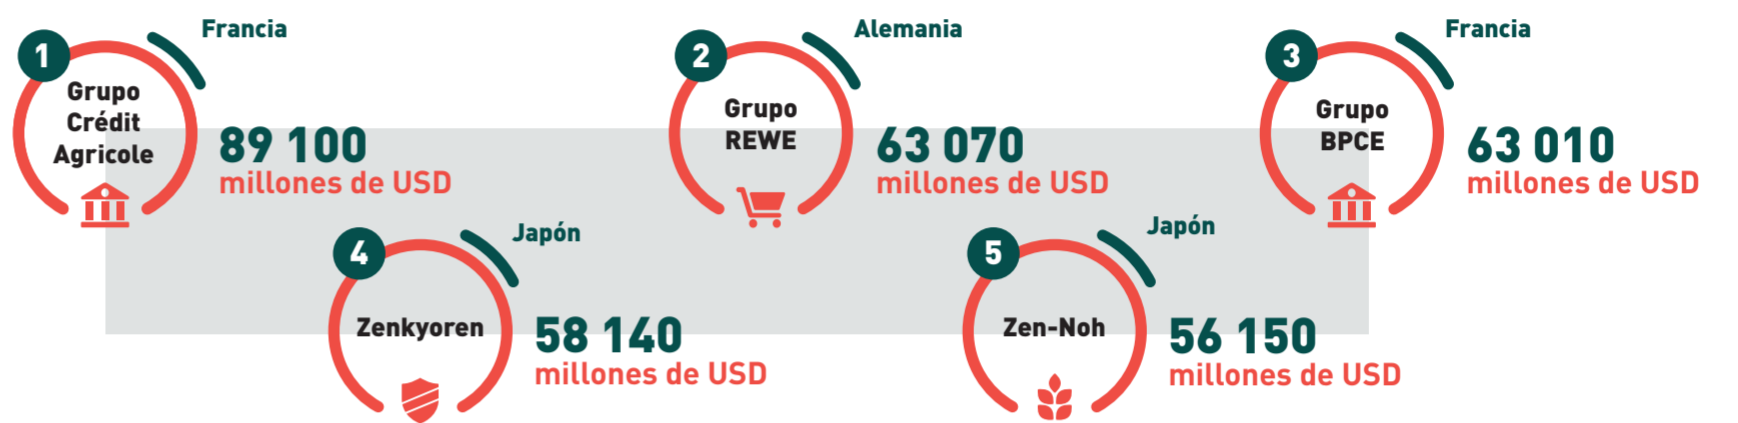 1
Francia
Grupo
Crédit
Agricole
89 100
millones de USD
2
Alemania
Grupo
REWE
63 070
millones de USD
3
Francia
Grupo
BPCE
63 010
millones de USD
4
Japón
Zenkyoren
58 140
millones de USD
5
Japón
Zen-Noh
56 150
millones de USD